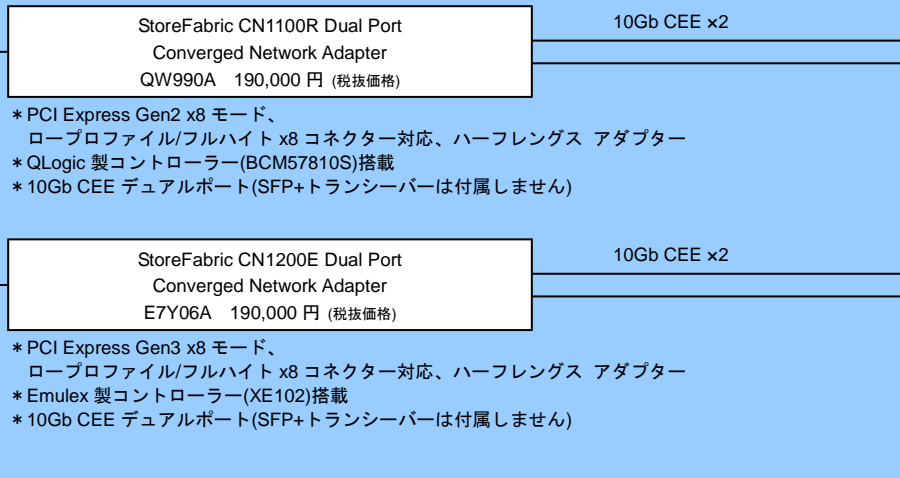 StoreFabric CN1100R Dual Port
Converged Network Adapter
QW990A 190,000 円 (税抜価格)
10Gb CEE ×2
＊PCI Express Gen2 x8 モード、
ロープロファイル/フルハイト x8 コネクター対応、ハーフレングス アダプター
＊QLogic 製コントローラー(BCM57810S)搭載
＊10Gb CEE デュアルポート(SFP+トランシーバーは付属しません)
StoreFabric CN1200E Dual Port
Converged Network Adapter
E7Y06A 190,000 円 (税抜価格)
10Gb CEE ×2
＊PCI Express Gen3 x8 モード、
ロープロファイル/フルハイト x8 コネクター対応、ハーフレングス アダプター
＊Emulex 製コントローラー(XE102)搭載
＊10Gb CEE デュアルポート(SFP+トランシーバーは付属しません)